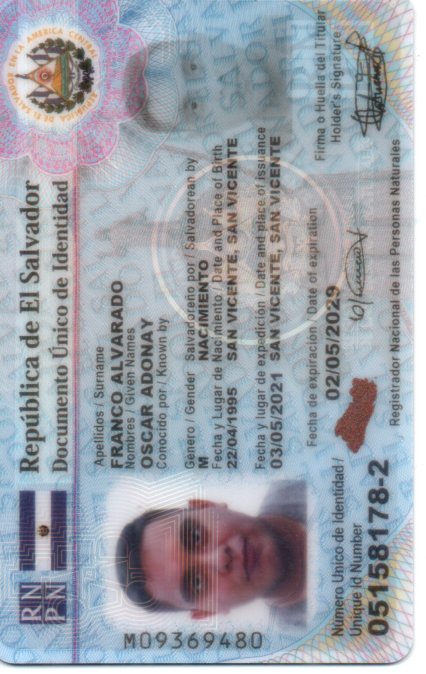 REPÚBLICA DE EL SALVADOR EN LA AMERICA CENTRAL
RN
PN
República de El Salvador
Documento Único de Identidad
Apellidos / Surname
FRANCO ALVARADO
Nombres / Given Names
OSCAR ADONAY
Conocido por / Known by
Género / Gender Salvadoreño por / Salvadorean by
M NACIMIENTO
Fecha y Lugar de Nacimiento / Date and Place of Birth
22/04/1995 SAN VICENTE, SAN VICENTE
Fecha y lugar de expedición / Date and place of issuance
03/05/2021 SAN VICENTE, SAN VICENTE
Fecha de expiración / Date of expiration
02/05/2029
Firma o Huella del Titular
Holder's Signature
M09369480
Número Único de Identidad /
Unique Id Number
05158178-2
Registrador Nacional de las Personas Naturales